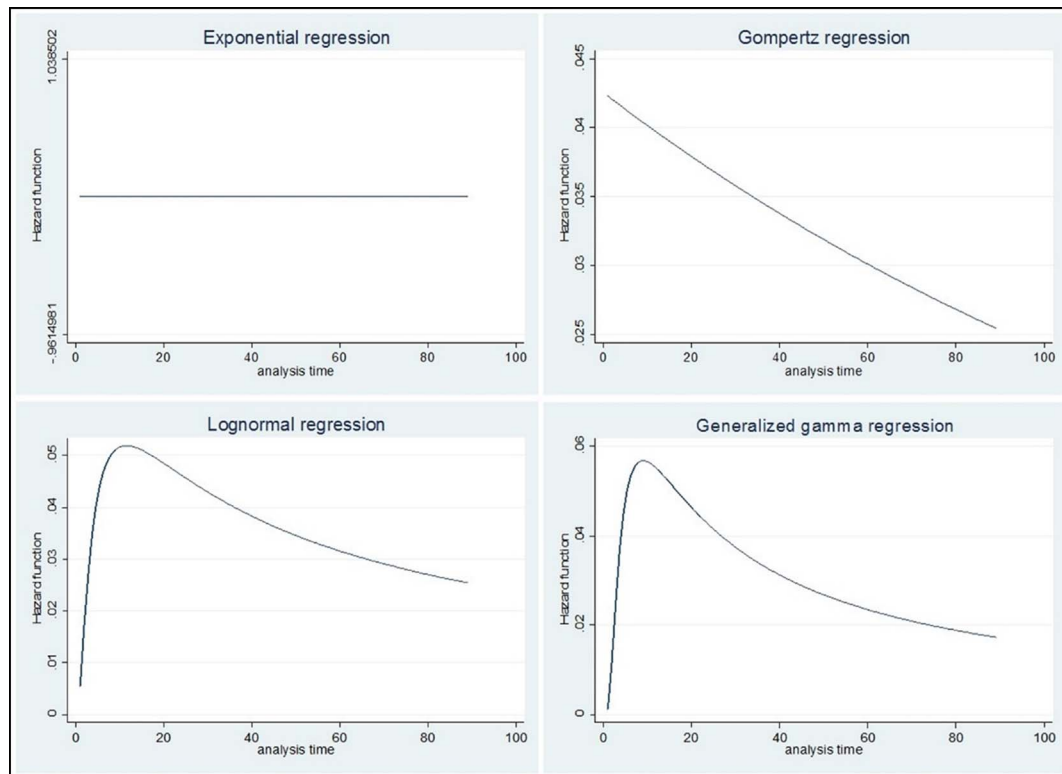 Exponential regression
Hazard function
1.038502
-.9614981
0 20 40 60 80 100
analysis time
Gompertz regression
Hazard function
.045
.04
.035
.03
.025
0 20 40 60 80 100
analysis time
Lognormal regression
Hazard function
.05
.04
.03
.02
.01
0
0 20 40 60 80 100
analysis time
Generalized gamma regression
Hazard function
.06
.04
.02
0
0 20 40 60 80 100
analysis time